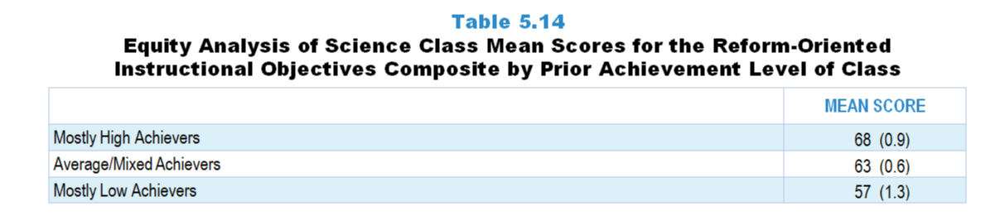 Table 5.14
Equity Analysis of Science Class Mean Scores for the Reform-Oriented
Instructional Objectives Composite by Prior Achievement Level of Class
MEAN SCORE
Mostly High Achievers 68 (0.9)
Average/Mixed Achievers 63 (0.6)
Mostly Low Achievers 57 (1.3)